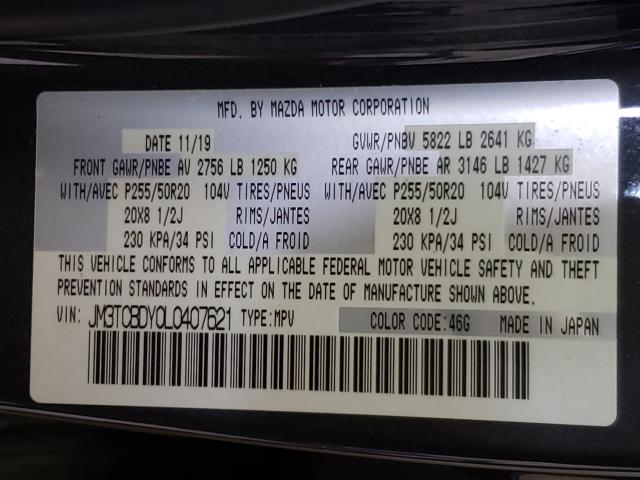 MFD. BY MAZDA MOTOR CORPORATION
DATE 11/19 GVWR/PNBV 5822 LB 2641 KG
FRONT GAWR/PNBE AV 2756 LB 1250 KG REAR GAWR/PNBE AR 3146 LB 1427 KG
WITH/AVEC P255/50R20 104V TIRES/PNEUS WITH/AVEC P255/50R20 104V TIRES/PNEUS
20X8 1/2J RIMS/JANTES 20X8 1/2J RIMS/JANTES
230 KPA/34 PSI COLD/A FROID 230 KPA/34 PSI COLD/A FROID
THIS VEHICLE CONFORMS TO ALL APPLICABLE FEDERAL MOTOR VEHICLE SAFETY AND THEFT
PREVENTION STANDARDS IN EFFECT ON THE DATE OF MANUFACTURE SHOWN ABOVE.
VIN: JM3TCBDY0L0407621 TYPE:MPV COLOR CODE:46G MADE IN JAPAN